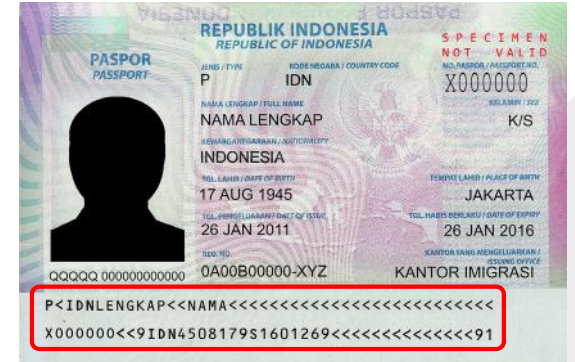 REPUBLIK INDONESIA
REPUBLIC OF INDONESIA
SPECIMEN
NOT VALID
PASPOR
PASSPORT
JENIS / TYPE KODE NEGARA / COUNTRY CODE NO. PASPOR / PASSPORT NO.
P IDN X000000
NAMA LENGKAP / FULL NAME KELAMIN / SEX
NAMA LENGKAP K/S
KEWARGANEGARAAN / NATIONALITY
INDONESIA
TGL. LAHIR / DATE OF BIRTH TEMPAT LAHIR / PLACE OF BIRTH
17 AUG 1945 JAKARTA
TGL. PENGELUARAN / DATE OF ISSUE TGL. HABIS BERLAKU / DATE OF EXPIRY
26 JAN 2011 26 JAN 2016
REG. NO. KANTOR YANG MENGELUARKAN / ISSUING OFFICE
QQQQQ 000000000000 0A00B00000-XYZ KANTOR IMIGRASI
P<IDNLENGKAP<<NAMA<<<<<<<<<<<<<<<<<<<<<<<<<<
X000000<<9IDN4508179S1601269<<<<<<<<<<<<<<91